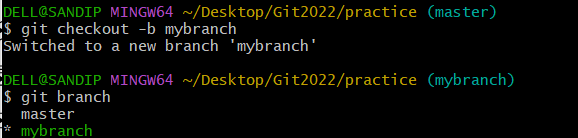 DELL@SANDIP MINGW64 ~/Desktop/Git2022/practice (master)
$ git checkout -b mybranch
Switched to a new branch 'mybranch'
DELL@SANDIP MINGW64 ~/Desktop/Git2022/practice (mybranch)
$ git branch
  master
* mybranch